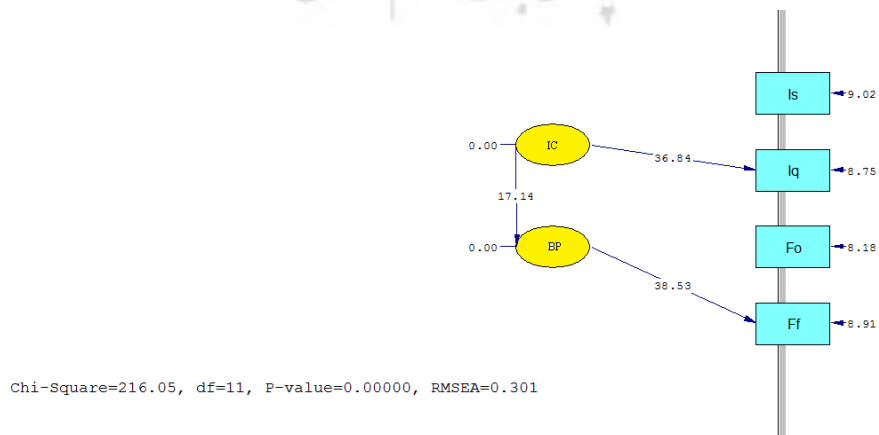 Is
9.02
0.00
IC
36.84
Iq
8.75
17.14
0.00
BP
Fo
8.18
38.53
Ff
8.91
Chi-Square=216.05, df=11, P-value=0.00000, RMSEA=0.301